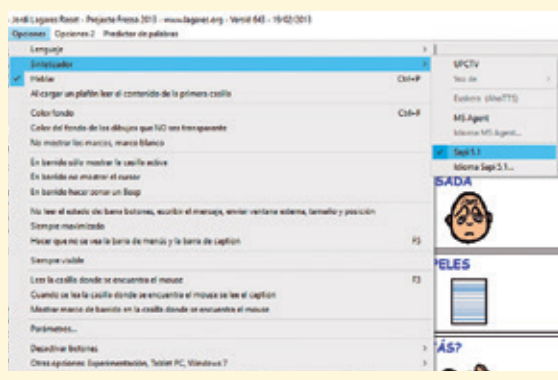 Jordi Lagares Roset - Projecte Fressa 2013 - www.lagares.org - Versió 643 - 19/02/2013
Opciones Opciones 2 Predictor de palabras
Lenguaje
Sintetizador
Hablar Ctrl+P
Al cargar un plafón leer el contenido de la primera casilla
Color fondo Ctrl+F
Color del fondo de los dibujos que NO sea transparente
No mostrar los marcos, marco blanco
En barrido sólo mostrar la casilla activa
En barrido no mostrar el cursor
En barrido hacer sonar un Beep
No leer el estado de: barra botones, escribir el mensaje, enviar ventana externa, tamaño y posición
Siempre maximizado
Hacer que no se vea la barra de menús y la barra de caption
Siempre visible
Leer la casilla donde se encuentra el mouse
Cuando se lea la casilla donde se encuentra el mouse se lee el caption
Mostrar marco de barrido en la casilla donde se encuentra el mouse
Parámetros...
Desactivar botones
Otras opciones: Experimentación, Tablet PC, Windows 7
UPCTV
Veu de
Euskera (AhoTTS)
MS Agent
Idioma MS Agent...
Sapi 5.1
Idioma Sapi 5.1...
SADA
PELES
ÁS?